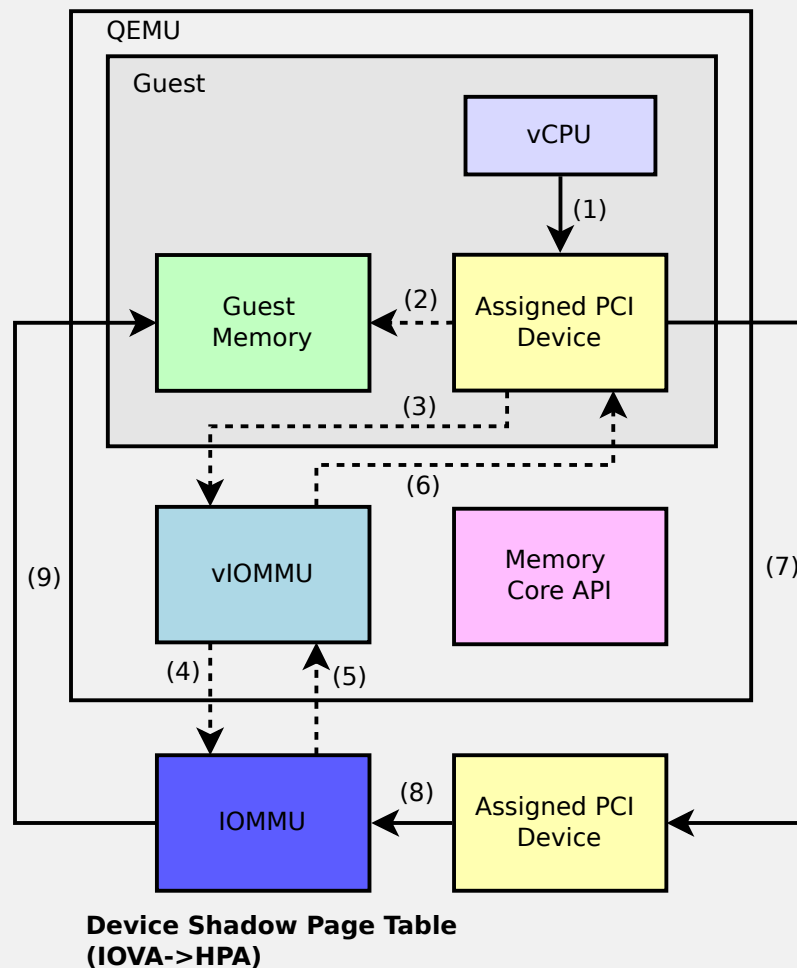 QEMU
Guest
vCPU
(1)
Guest
Memory
(2)
Assigned PCI
Device
(3)
(6)
vIOMMU
Memory
Core API
(9)
(7)
(4)
(5)
IOMMU
(8)
Assigned PCI
Device
Device Shadow Page Table
(IOVA->HPA)